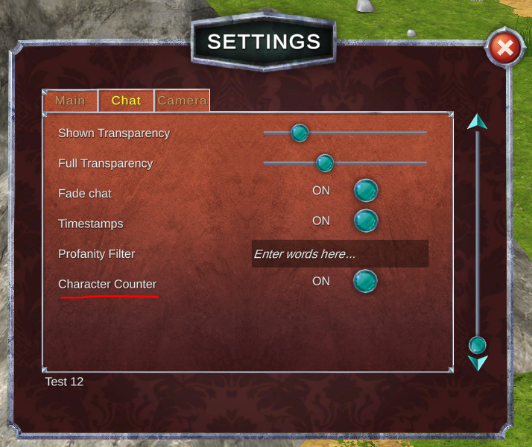 SETTINGS
Main Chat Camera
Shown Transparency
Full Transparency
Fade chat ON
Timestamps ON
Profanity Filter Enter words here...
Character Counter ON
Test 12